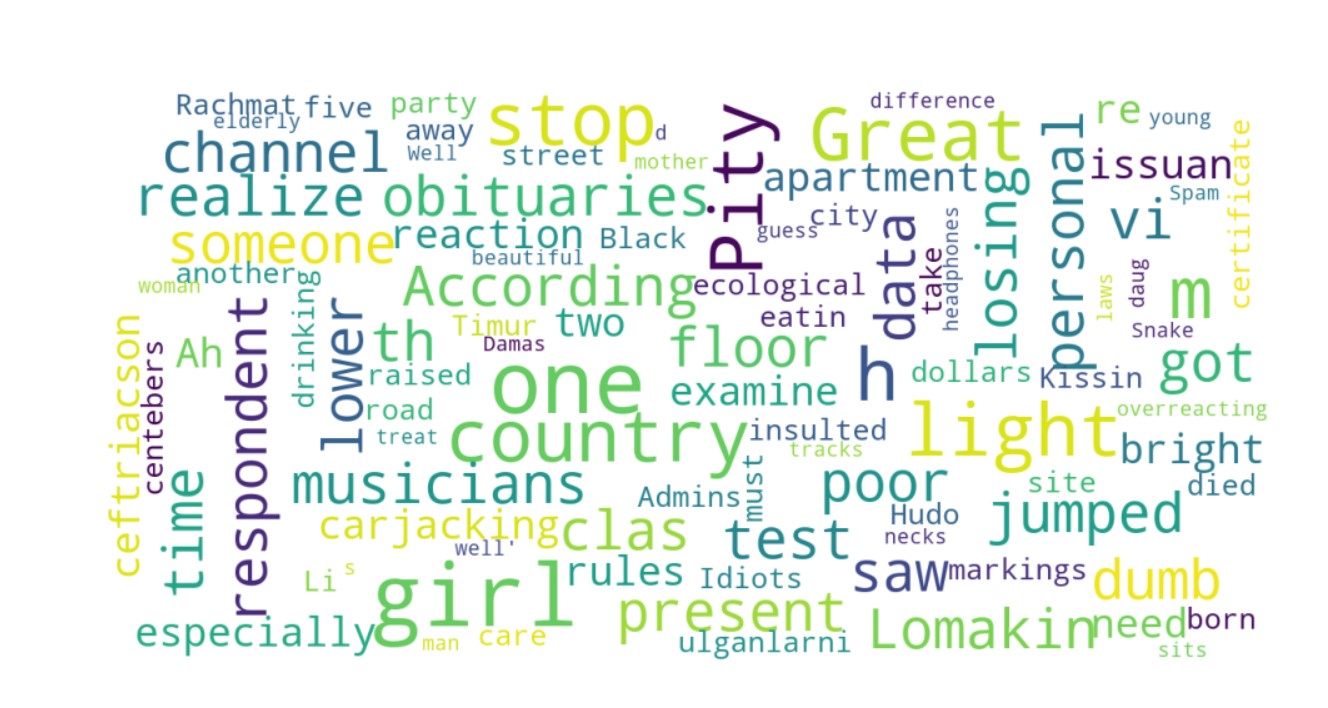 Rachmat five party stop d Pity Great difference re young
elderly
channel away Well street mother apartment losing personal issuan certificate
realize obituaries guess city data headphones vi Spam
someone reaction Black
another beautiful According ecological take laws daug m
woman drinking
ceftriacson centebers Ah respondent lower th Timur two eatin Snake
Damas floor h got
raised one examine dollars Kissin
road overreacting
treat country insulted light bright
tracks
time musicians Admins must poor site died
carjacking clas test Hudo jumped
well' necks
Li s girl rules Idiots saw markings dumb
present
especially man care ulganlarni Lomakin need born
sits